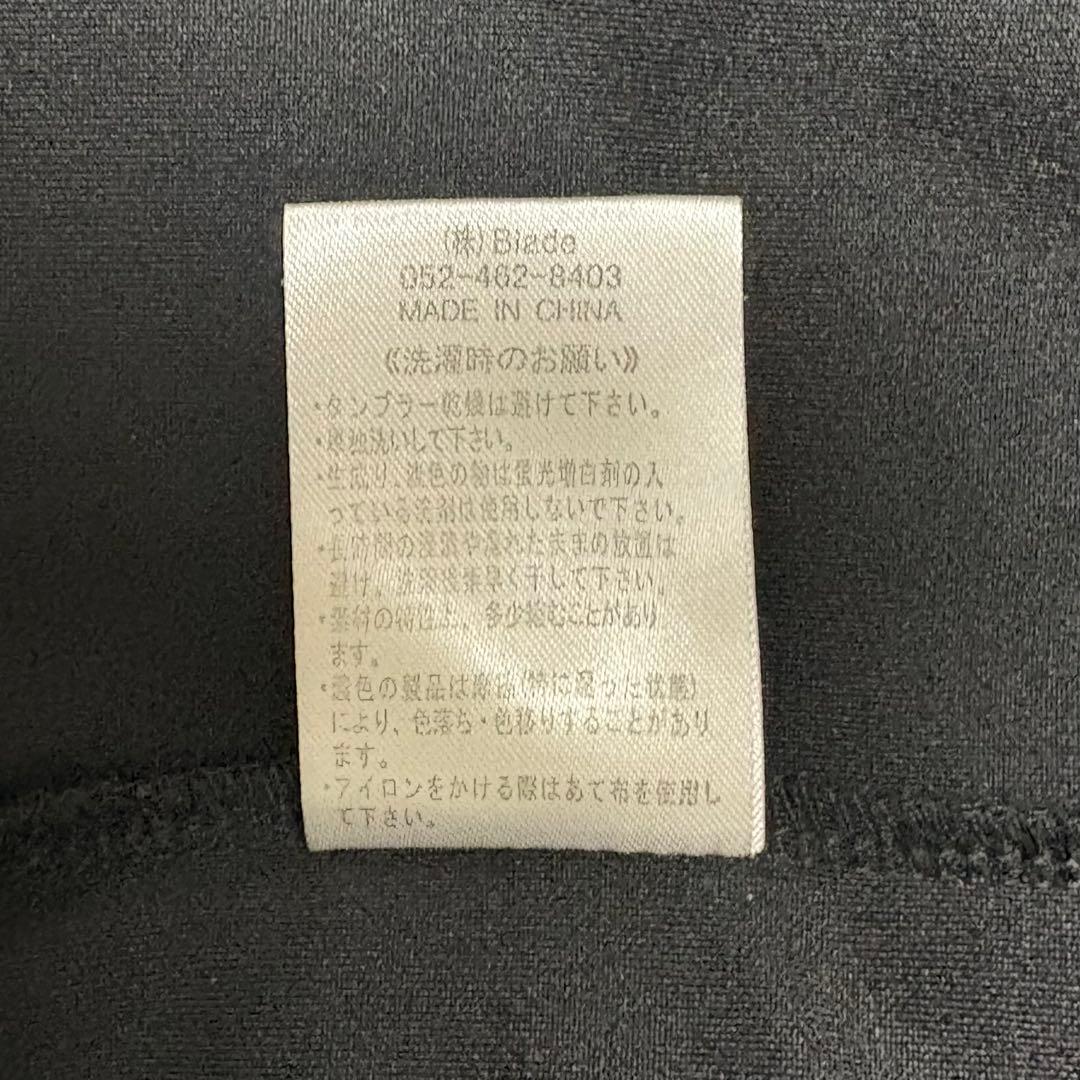 (株)Blade
052-462-8403
MADE IN CHINA
《洗濯時のお願い》
・タンブラー乾燥は避けて下さい。
・単独洗いして下さい。
・生成り、淡色の物は蛍光増白剤の入
っている洗剤は使用しないで下さい。
・長時間の浸漬や濡れたままの放置は
避け、洗濯後素早く干して下さい。
・素材の特性上、多少縮むことがあり
ます。
・濃色の製品は摩擦(特に湿った状態)
により、色落ち・色移りすることがあり
ます。
・アイロンをかける際はあて布を使用し
て下さい。